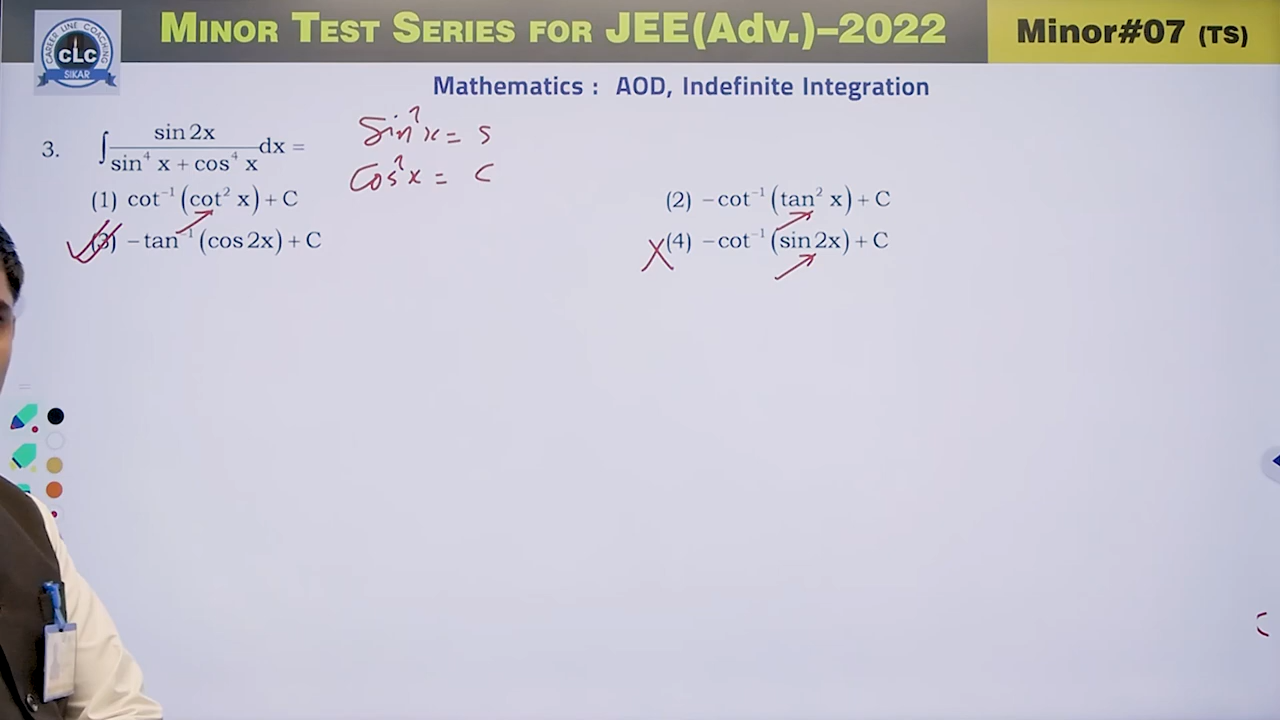 MINOR TEST SERIES FOR JEE(Adv.)–2022
Minor#07 (TS)
CAREER LINE COACHING
CLC
SIKAR
Mathematics : AOD, Indefinite Integration
3. ∫ sin 2x / (sin⁴ x + cos⁴ x) dx =
sin²x = s
cos²x = c
(1) cot⁻¹ (cot² x) + C
(2) – cot⁻¹ (tan² x) + C
(3) – tan⁻¹ (cos 2x) + C
(4) – cot⁻¹ (sin 2x) + C